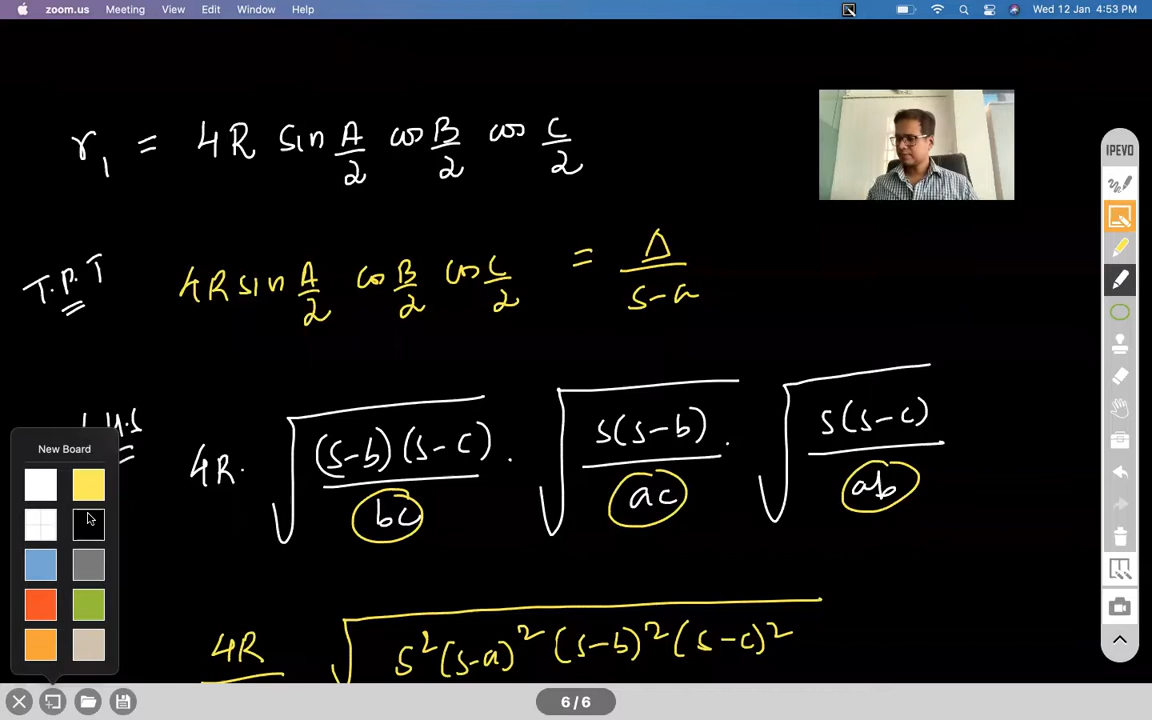 zoom.us Meeting View Edit Window Help Wed 12 Jan 4:53 PM
r₁ = 4R sin A/2 cos B/2 cos C/2
IPEVO
T.P.T 4R sin A/2 cos B/2 cos C/2 = Δ/(s-a)
4R. √((s-b)(s-c)/bc) . √(s(s-b)/ac) . √(s(s-c)/ab)
New Board
4R √s²(s-a)²(s-b)²(s-c)²
6/6